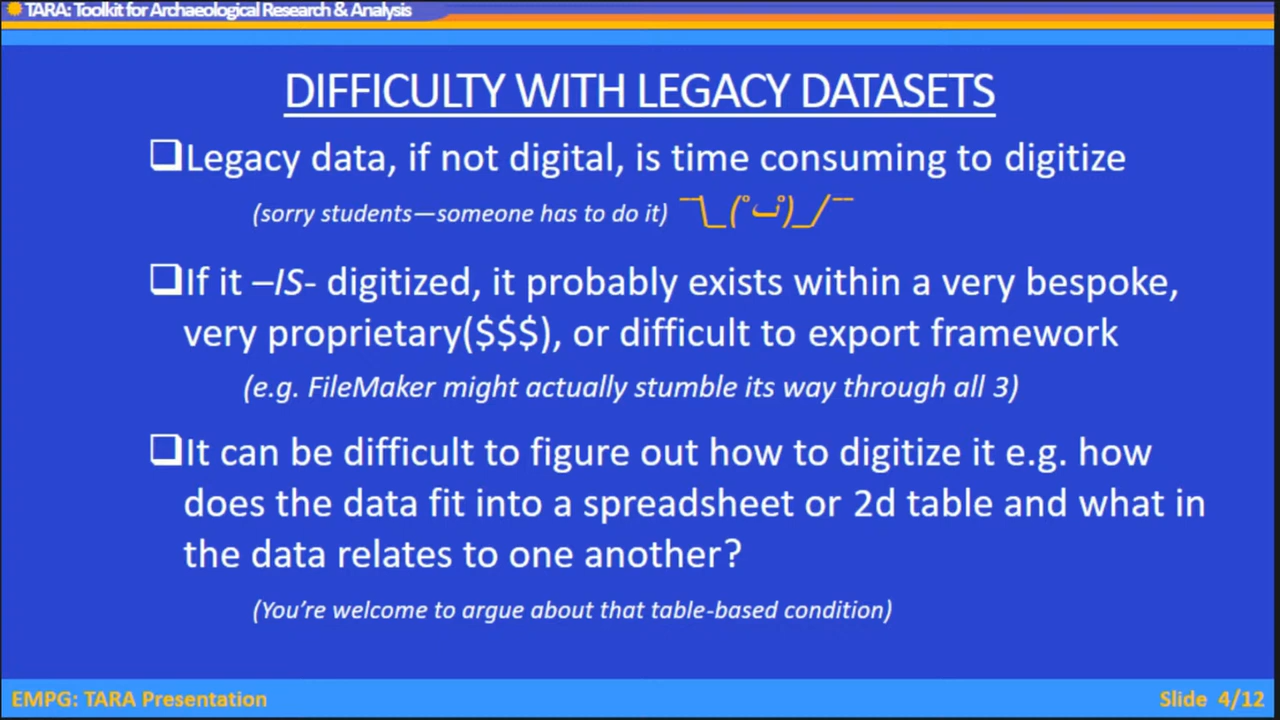 TARA: Toolkit for Archaeological Research & Analysis
DIFFICULTY WITH LEGACY DATASETS
❑Legacy data, if not digital, is time consuming to digitize
(sorry students—someone has to do it) ¯\_(˚ـ˚)_/¯
❑If it –IS- digitized, it probably exists within a very bespoke,
very proprietary($$$), or difficult to export framework
(e.g. FileMaker might actually stumble its way through all 3)
❑It can be difficult to figure out how to digitize it e.g. how
does the data fit into a spreadsheet or 2d table and what in
the data relates to one another?
(You’re welcome to argue about that table-based condition)
EMPG: TARA Presentation
Slide 4/12